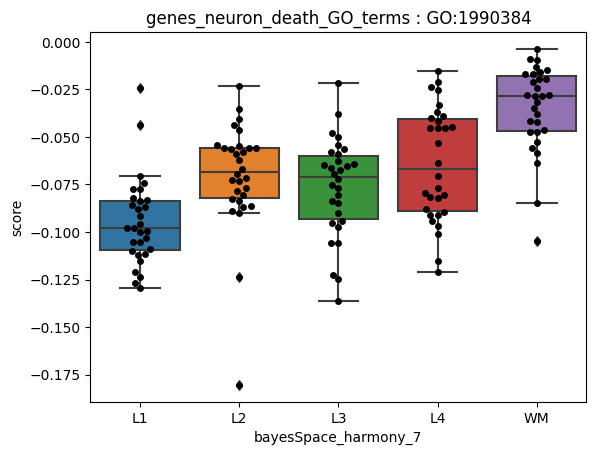 genes_neuron_death_GO_terms : GO:1990384
0.000
−0.025
−0.050
−0.075
−0.100
−0.125
−0.150
−0.175
score
L1 L2 L3 L4 WM
bayesSpace_harmony_7